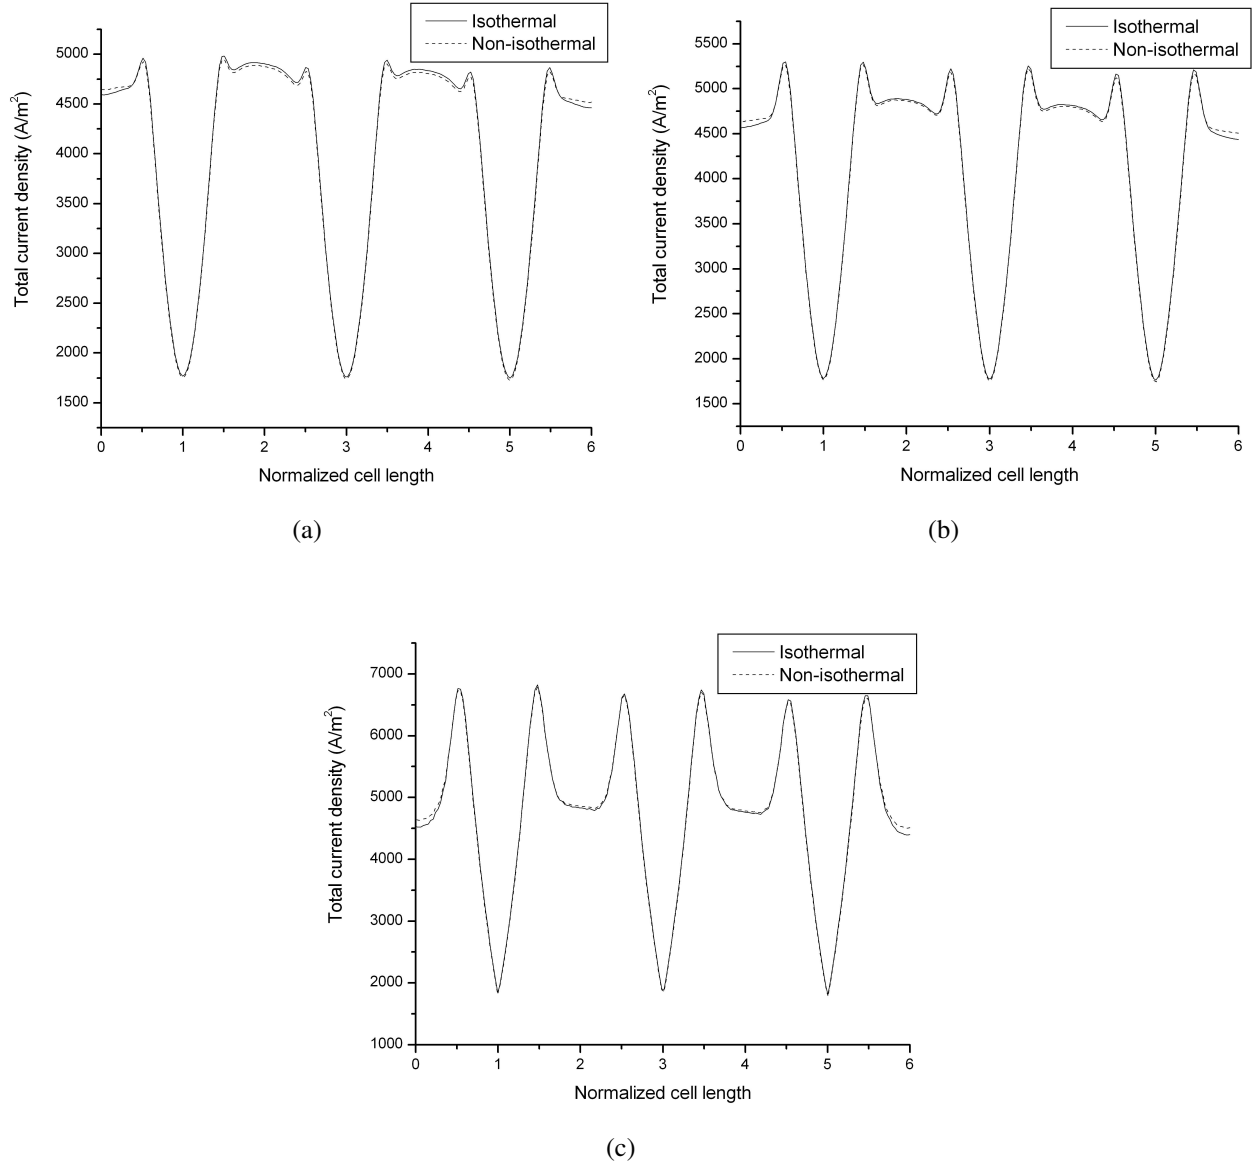 Isothermal
Non-isothermal
5000
4500
4000
3500
3000
2500
2000
1500
0 1 2 3 4 5 6
Total current density (A/m²)
Normalized cell length
(a)
Isothermal
Non-isothermal
5500
5000
4500
4000
3500
3000
2500
2000
1500
0 1 2 3 4 5 6
Total current density (A/m²)
Normalized cell length
(b)
Isothermal
Non-isothermal
7000
6000
5000
4000
3000
2000
1000
0 1 2 3 4 5 6
Total current density (A/m²)
Normalized cell length
(c)